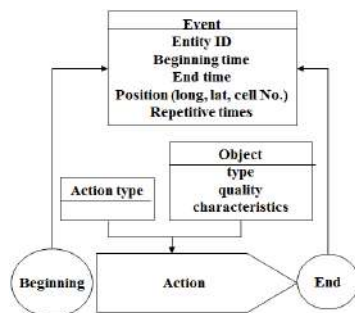 Event
Entity ID
Beginning time
End time
Position (long, lat, cell No.)
Repetitive times
Object
type
quality
characteristics
Action type
Beginning
Action
End